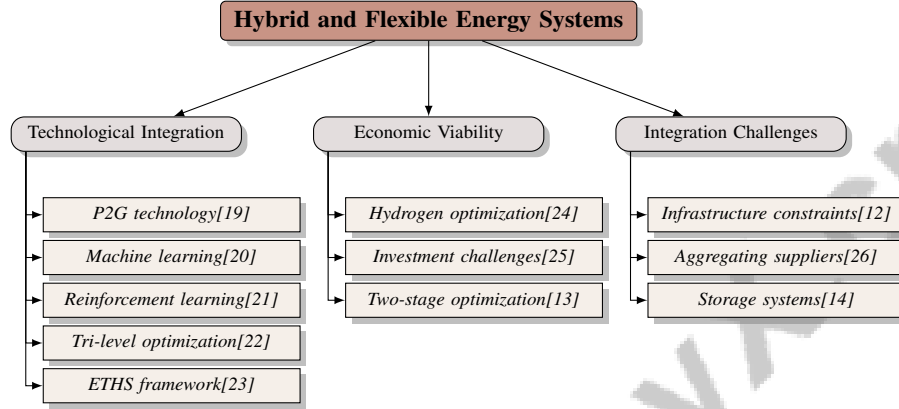 Hybrid and Flexible Energy Systems
Technological Integration
P2G technology[19]
Machine learning[20]
Reinforcement learning[21]
Tri-level optimization[22]
ETHS framework[23]
Economic Viability
Hydrogen optimization[24]
Investment challenges[25]
Two-stage optimization[13]
Integration Challenges
Infrastructure constraints[12]
Aggregating suppliers[26]
Storage systems[14]